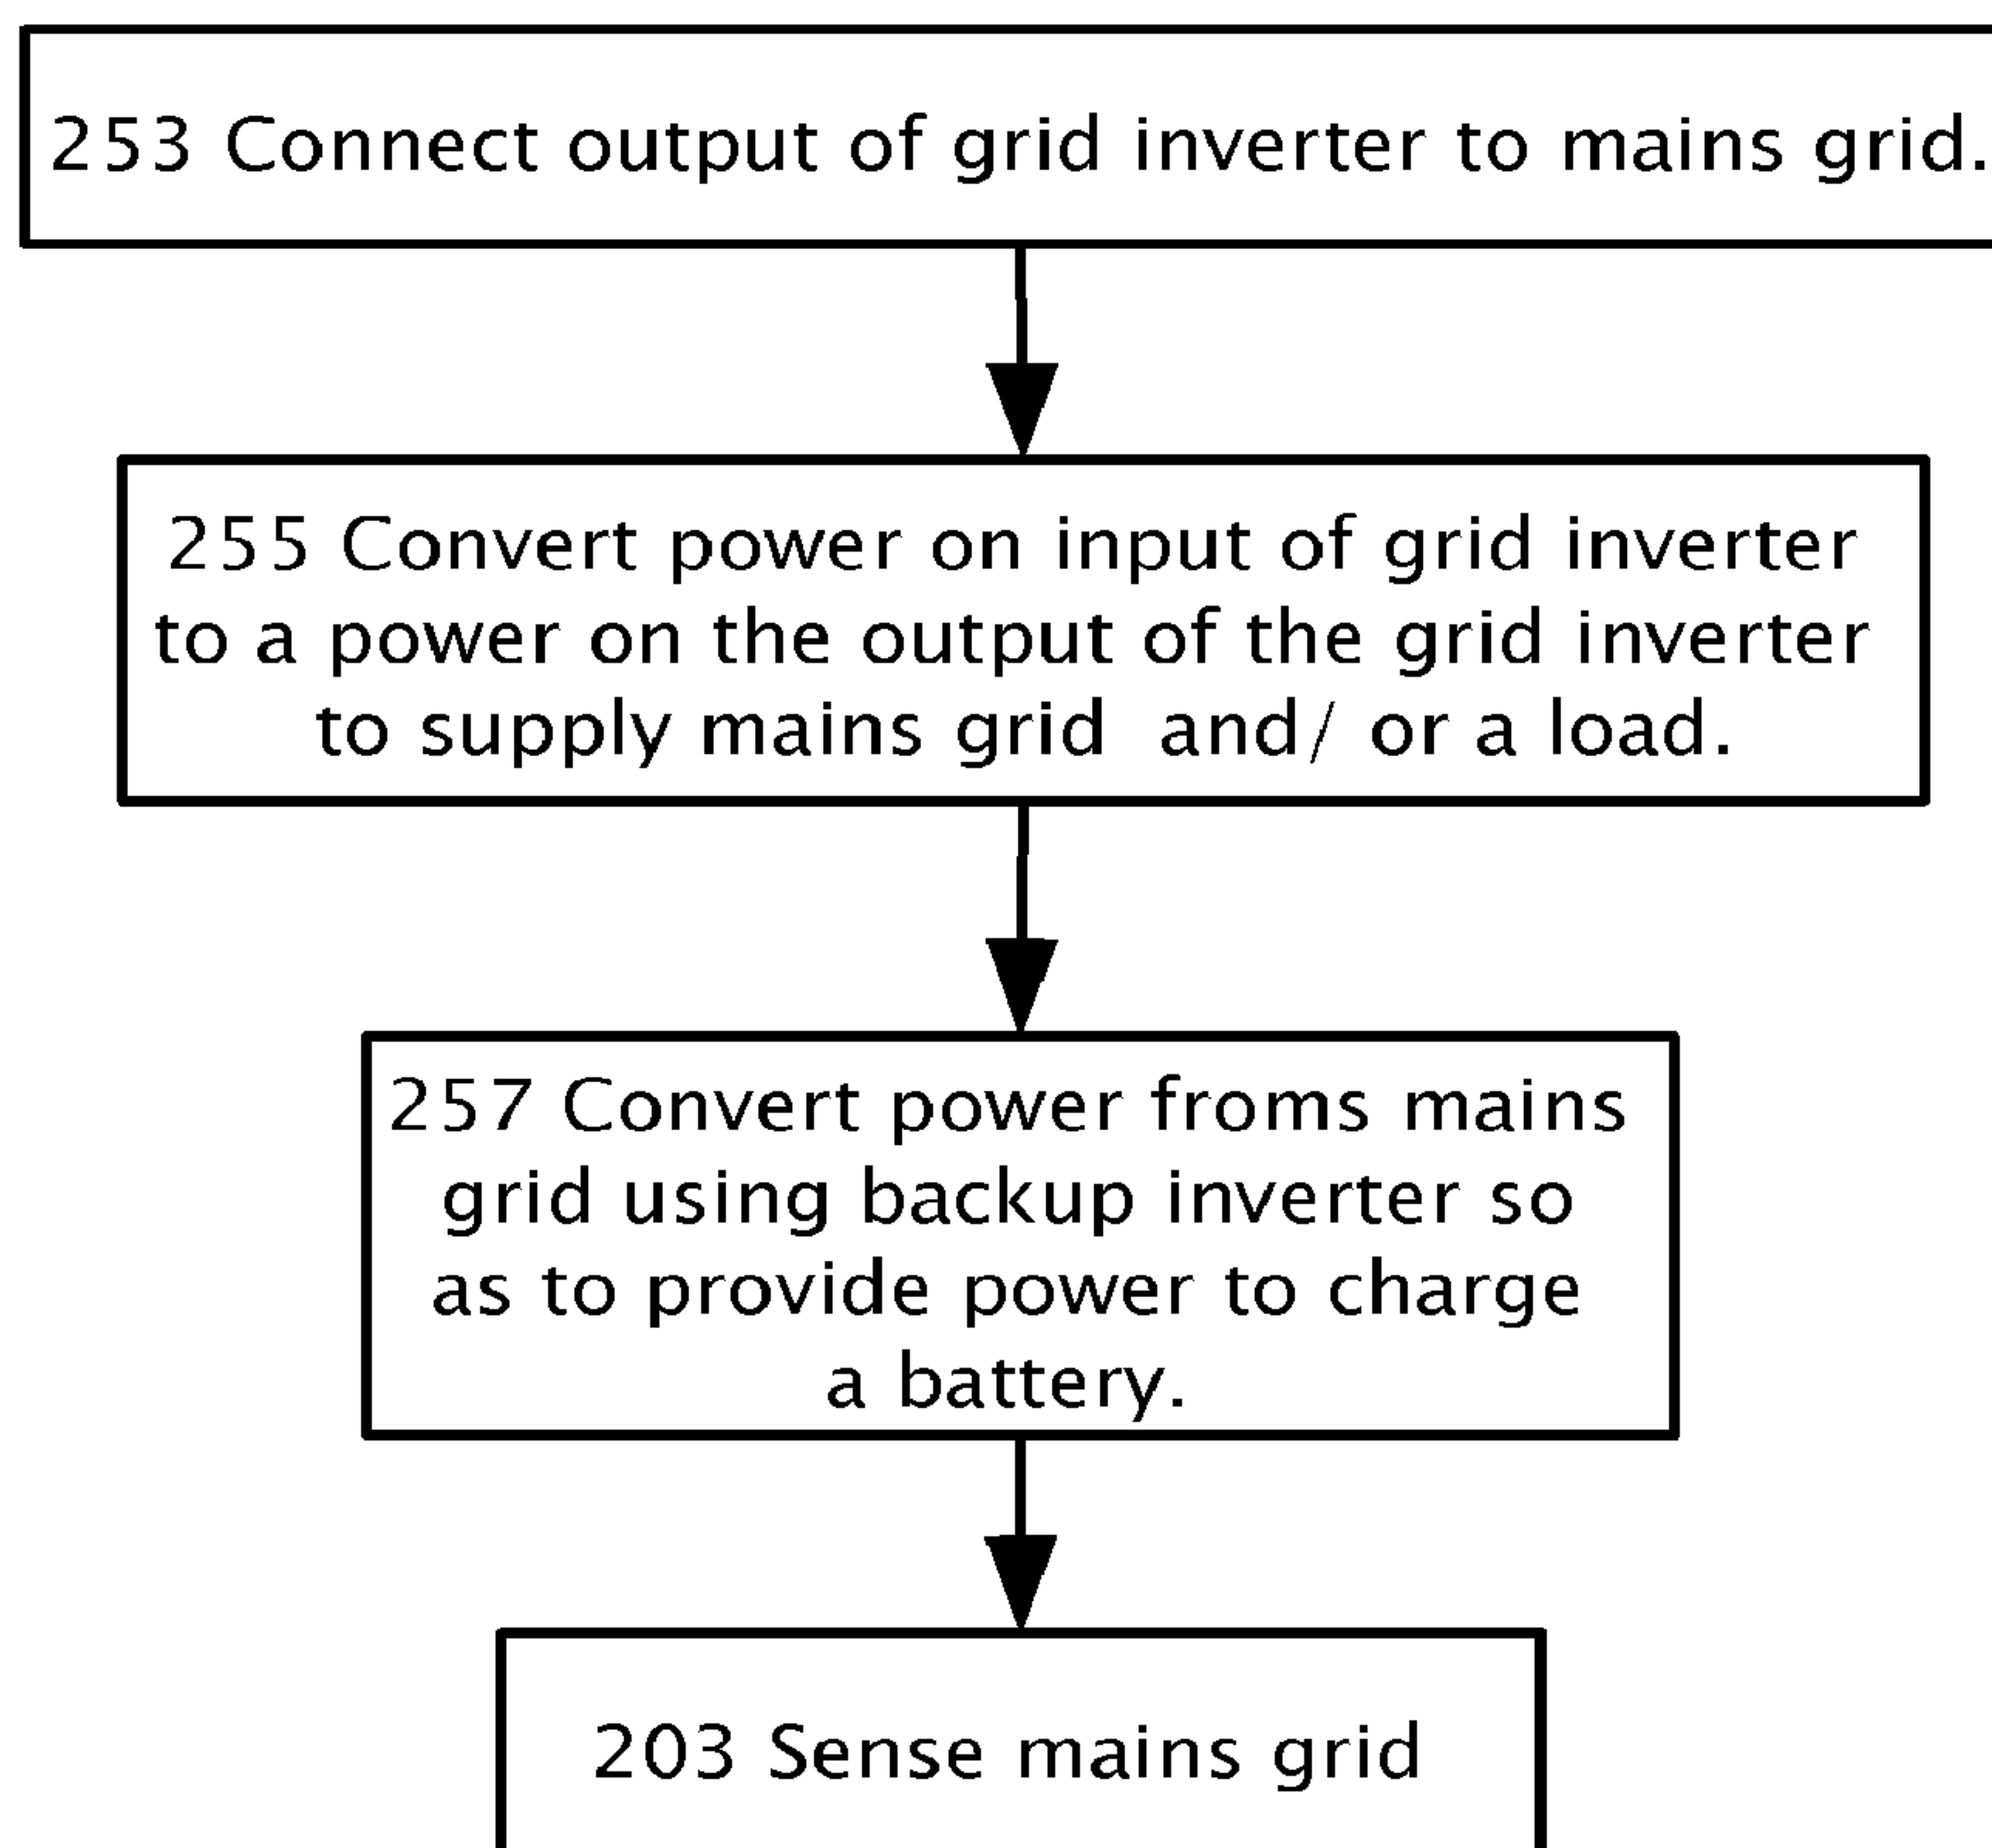 253 Connect output of grid inverter to mains grid.
255 Convert power on input of grid inverter
to a power on the output of the grid inverter
to supply mains grid  and/ or a load.
257 Convert power froms mains
grid using backup inverter so
as to provide power to charge
a battery.
203 Sense mains grid